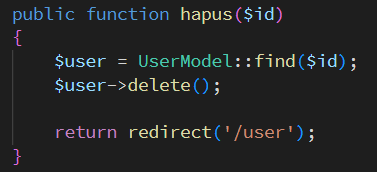 public function hapus($id)
{
    $user = UserModel::find($id);
    $user->delete();

    return redirect('/user');
}